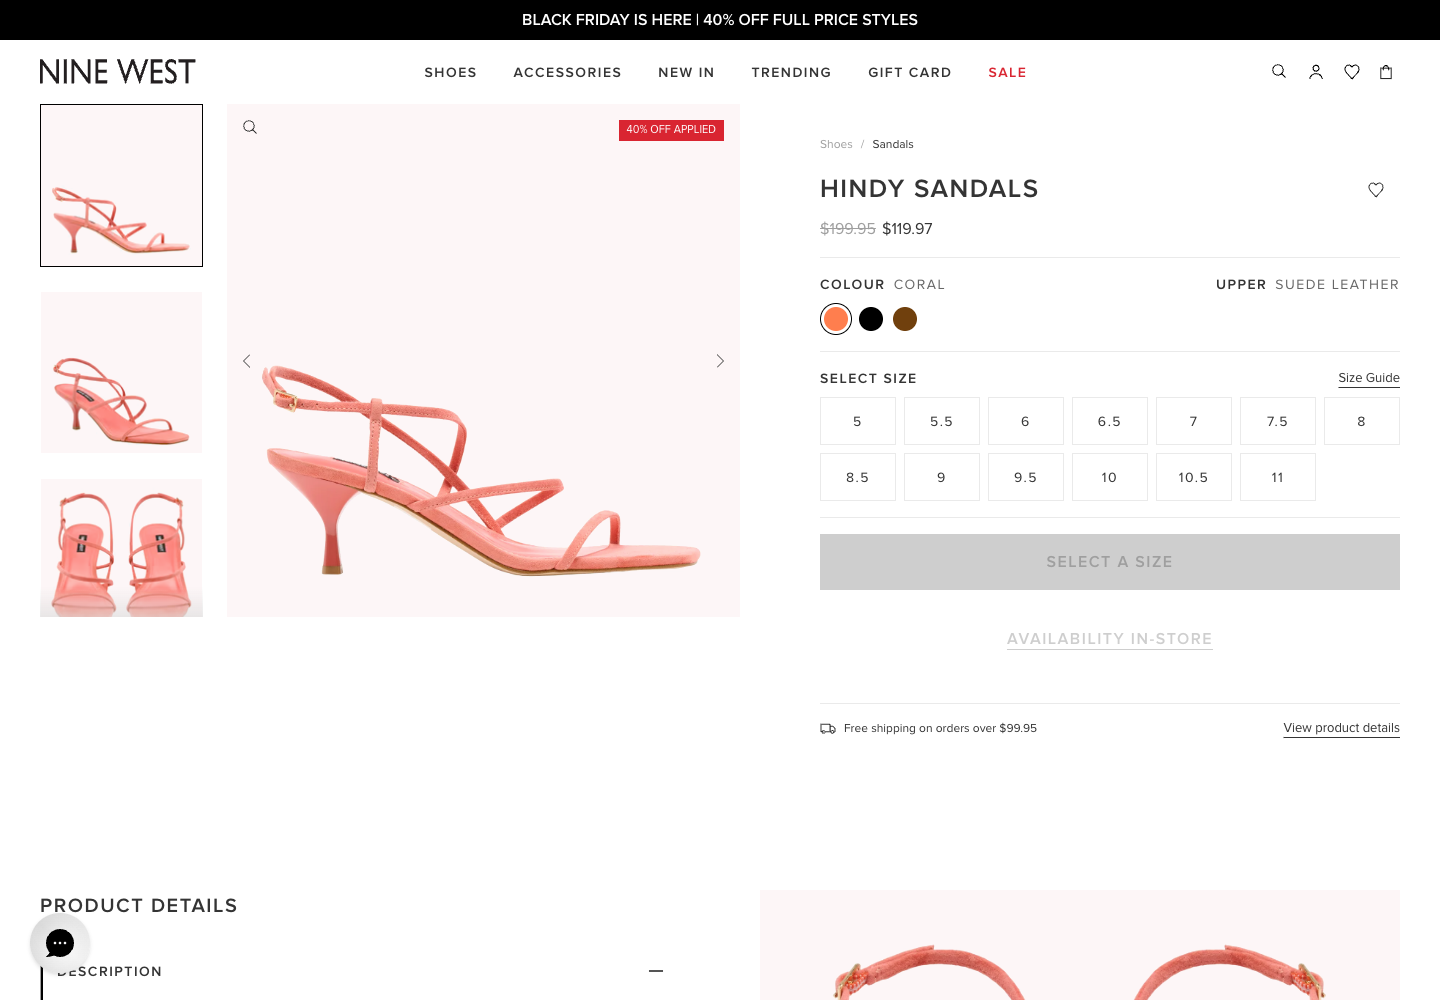 BLACK FRIDAY IS HERE | 40% OFF FULL PRICE STYLES
NINE WEST
SHOES ACCESSORIES NEW IN TRENDING GIFT CARD SALE
40% OFF APPLIED
Shoes / Sandals
HINDY SANDALS
$199.95 $119.97
COLOUR CORAL UPPER SUEDE LEATHER
SELECT SIZE Size Guide
5 5.5 6 6.5 7 7.5 8
8.5 9 9.5 10 10.5 11
SELECT A SIZE
AVAILABILITY IN-STORE
Free shipping on orders over $99.95 View product details
PRODUCT DETAILS
DESCRIPTION